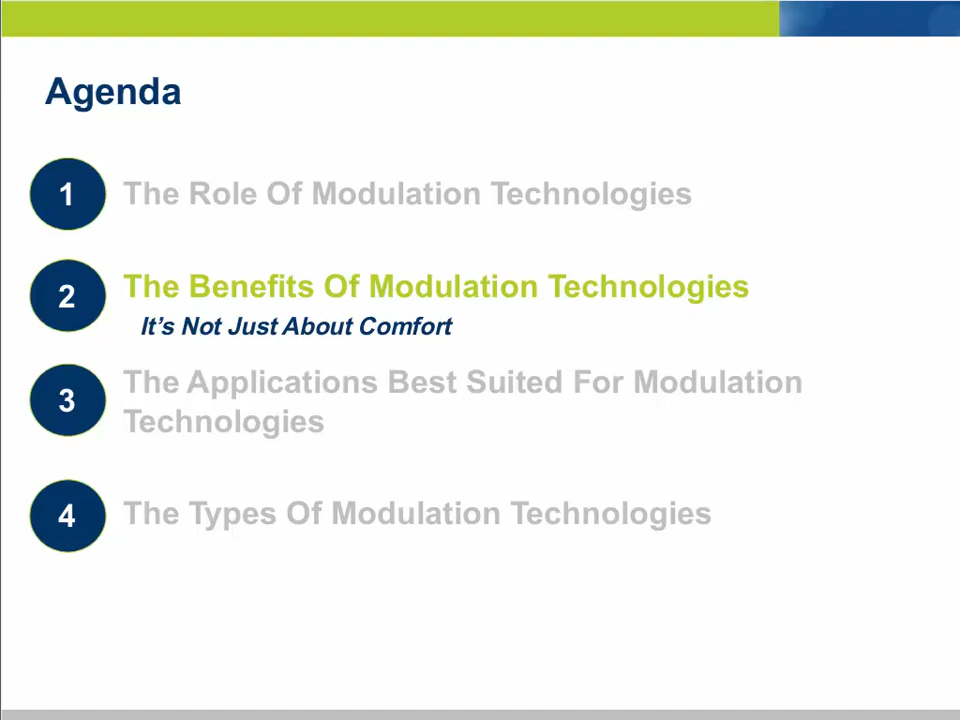 Agenda
1 The Role Of Modulation Technologies
2 The Benefits Of Modulation Technologies
It's Not Just About Comfort
3 The Applications Best Suited For Modulation
Technologies
4 The Types Of Modulation Technologies